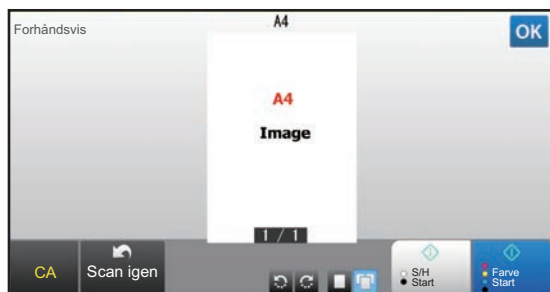 A4
Forhåndsvis
OK
A4
Image
1 / 1
CA
Scan igen
S/H
Start
Farve
Start